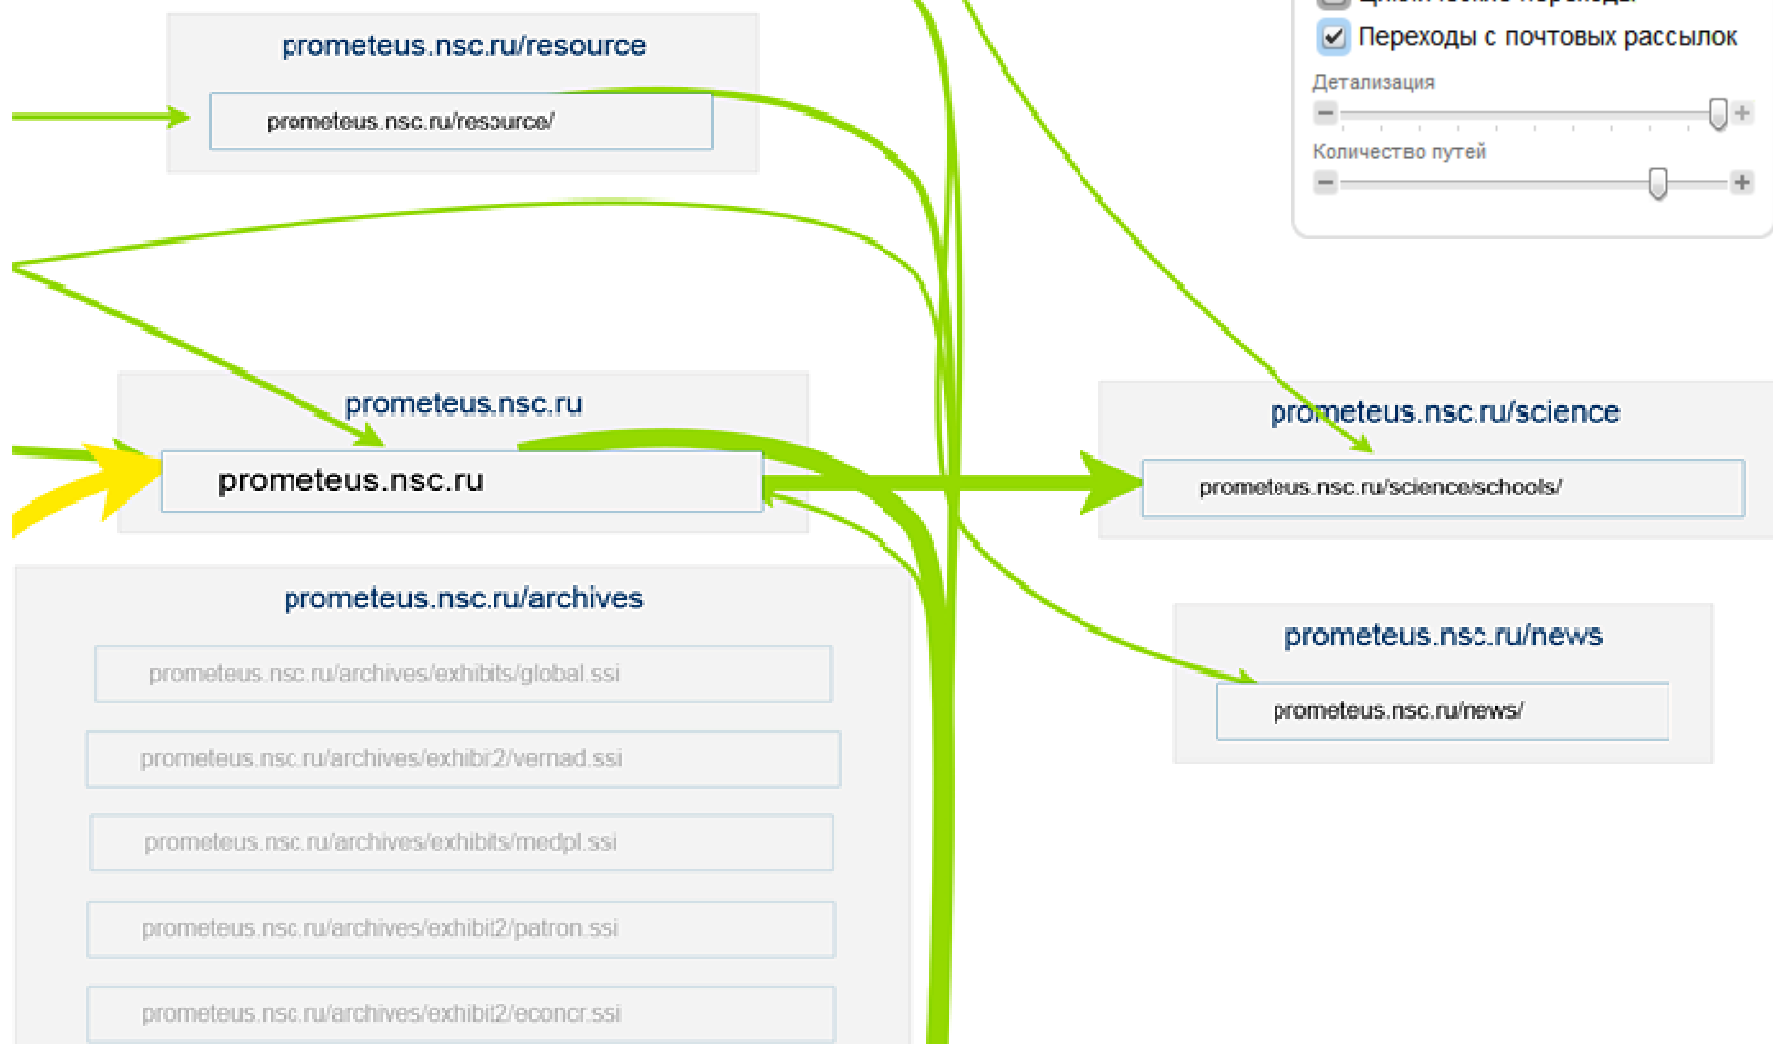 prometeus.nsc.ru/resource
prometeus.nsc.ru/resource/
Переходы с почтовых рассылок
Детализация
Количество путей
prometeus.nsc.ru
prometeus.nsc.ru
prometeus.nsc.ru/science
prometeus.nsc.ru/science/schools/
prometeus.nsc.ru/archives
prometeus.nsc.ru/archives/exhibits/global.ssi
prometeus.nsc.ru/archives/exhibit2/vernad.ssi
prometeus.nsc.ru/archives/exhibits/medpl.ssi
prometeus.nsc.ru/archives/exhibit2/patron.ssi
prometeus.nsc.ru/archives/exhibit2/econcr.ssi
prometeus.nsc.ru/news
prometeus.nsc.ru/news/